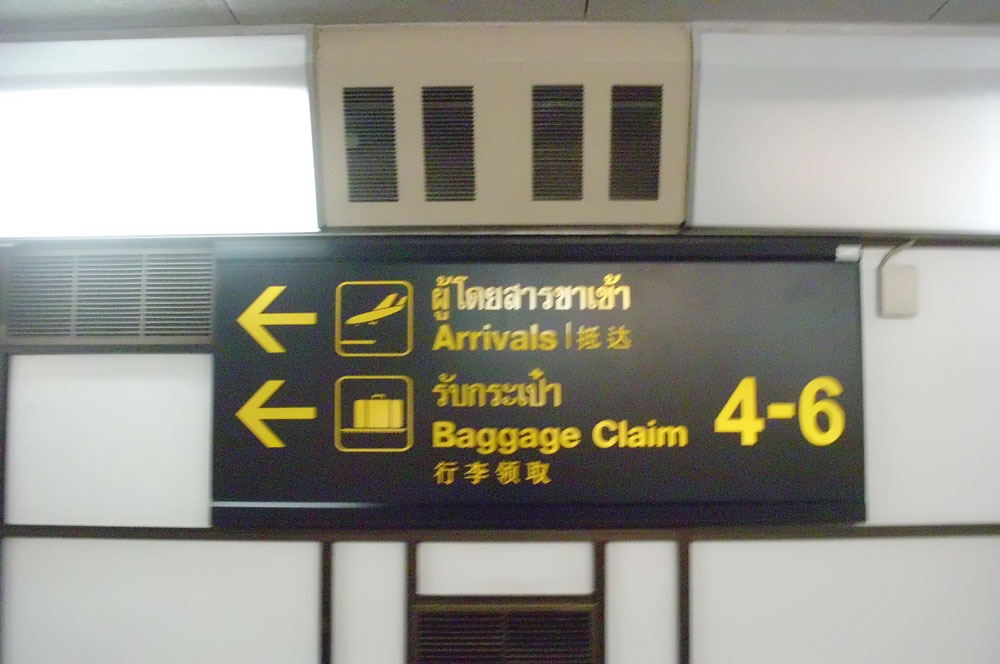 ผู้โดยสารขาเข้า
Arrivals | 抵达
รับกระเป๋า
Baggage Claim 4-6
行李领取